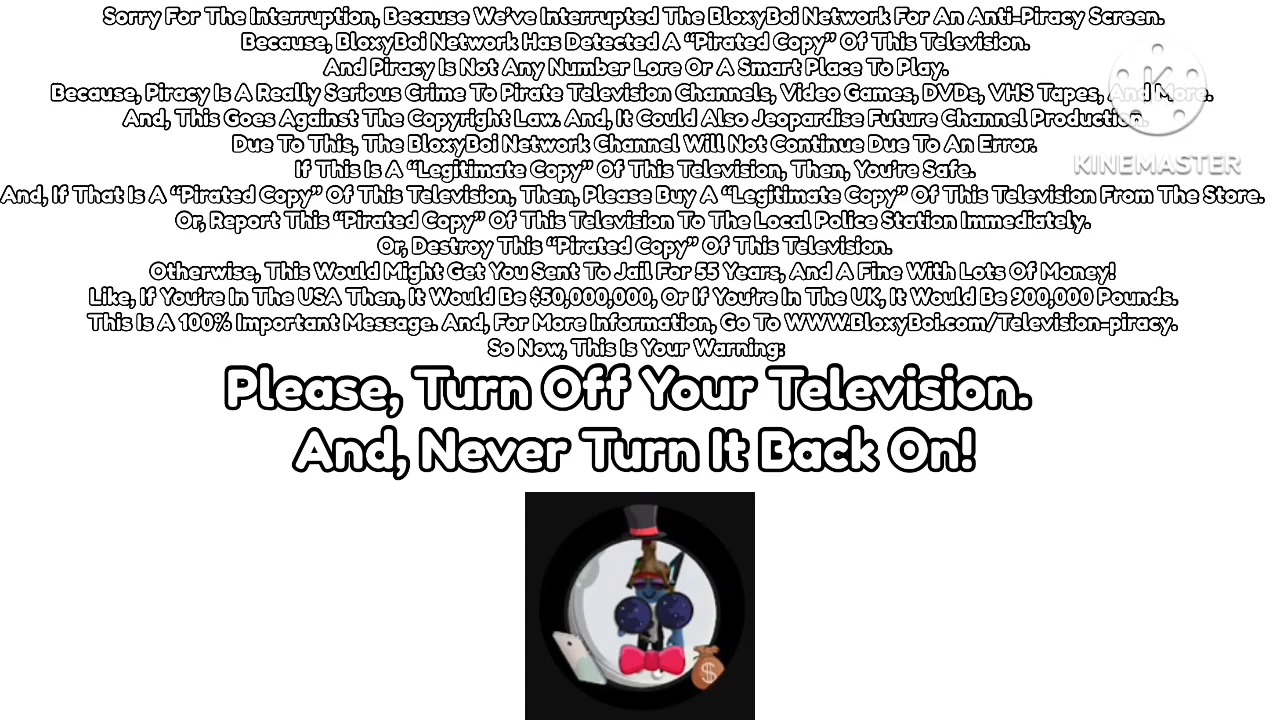 Sorry For The Interruption, Because We've Interrupted The BloxyBoi Network For An Anti-Piracy Screen.
Because, BloxyBoi Network Has Detected A “Pirated Copy” Of This Television.
And Piracy Is Not Any Number Lore Or A Smart Place To Play.
Because, Piracy Is A Really Serious Crime To Pirate Television Channels, Video Games, DVDs, VHS Tapes, And More.
And, This Goes Against The Copyright Law. And, It Could Also Jeopardise Future Channel Production.
Due To This, The BloxyBoi Network Channel Will Not Continue Due To An Error.
If This Is A “Legitimate Copy” Of This Television, Then, You're Safe.
And, If That Is A “Pirated Copy” Of This Television, Then, Please Buy A “Legitimate Copy” Of This Television From The Store.
Or, Report This “Pirated Copy” Of This Television To The Local Police Station Immediately.
Or, Destroy This “Pirated Copy” Of This Television.
Otherwise, This Would Might Get You Sent To Jail For 55 Years, And A Fine With Lots Of Money!
Like, If You're In The USA Then, It Would Be $50,000,000, Or If You're In The UK, It Would Be 900,000 Pounds.
This Is A 100% Important Message. And, For More Information, Go To WWW.BloxyBoi.com/Television-piracy.
So Now, This Is Your Warning:
Please, Turn Off Your Television.
And, Never Turn It Back On!
K
KINEMASTER
$